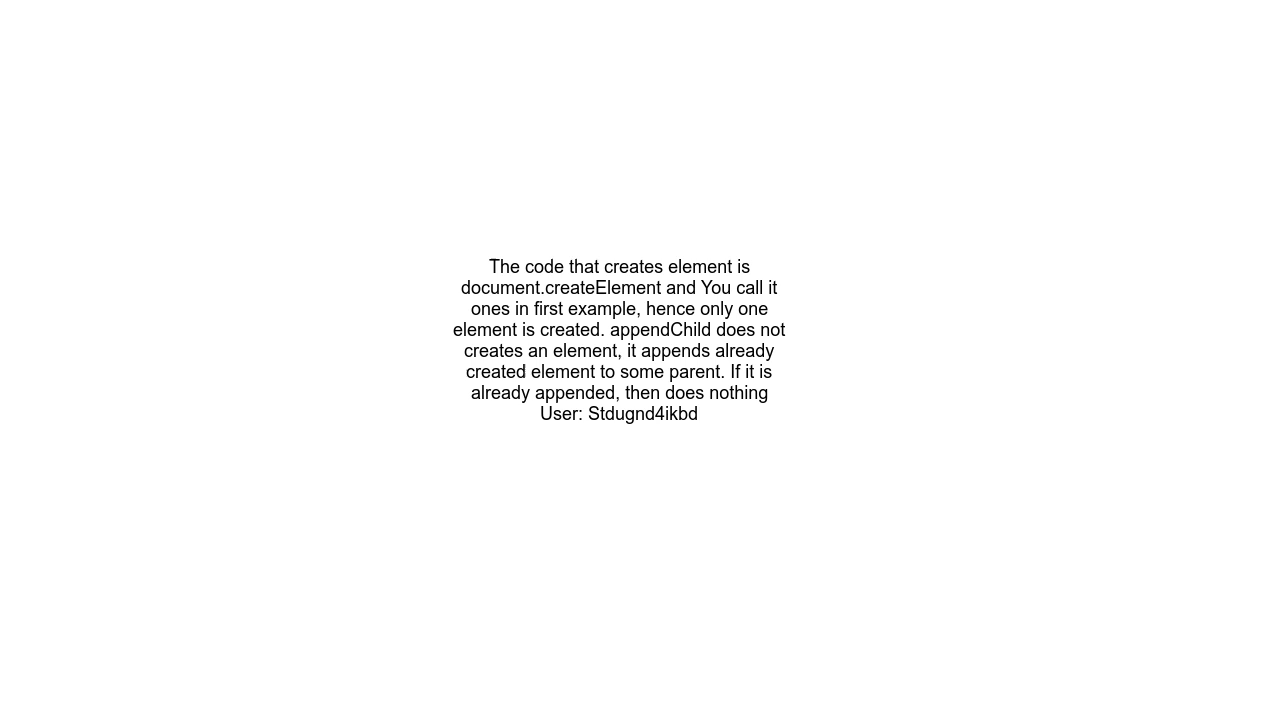 The code that creates element is
document.createElement and You call it
ones in first example, hence only one
element is created. appendChild does not
creates an element, it appends already
created element to some parent. If it is
already appended, then does nothing
User: Stdugnd4ikbd